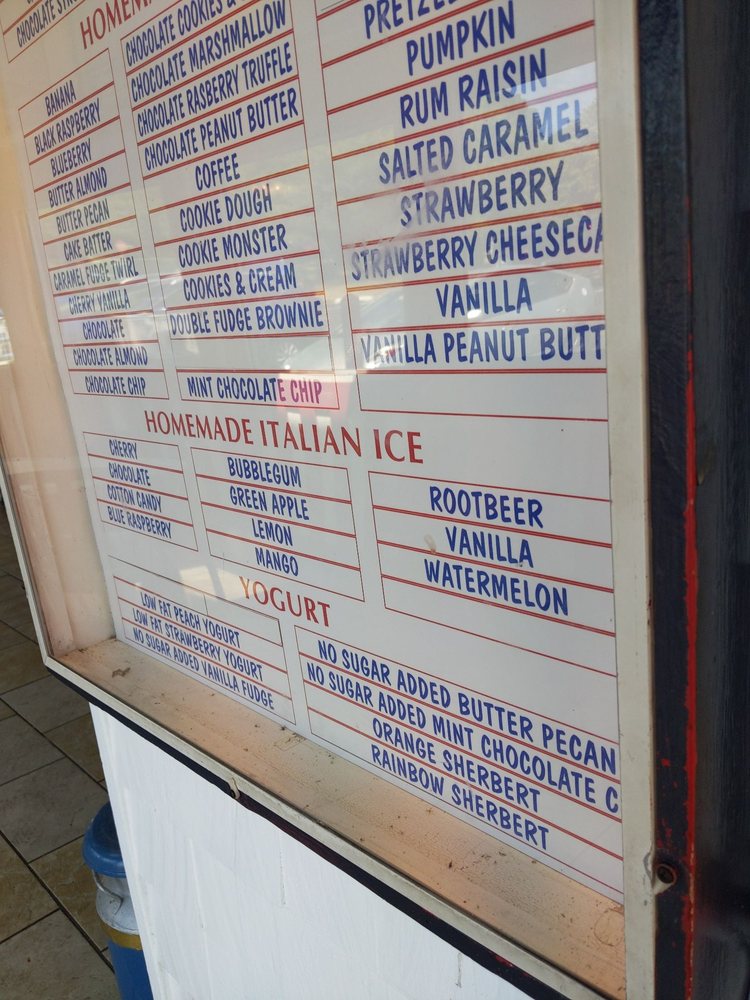 CHOCOLATE
HOMEM
BANANA
BLACK RASPBERRY
BLUEBERRY
BUTTER ALMOND
BUTTER PECAN
CAKE BATTER
CARAMEL FUDGE TWIRL
CHERRY VANILLA
CHOCOLATE
CHOCOLATE ALMOND
CHOCOLATE CHIP
CHOCOLATE COOKIES &
CHOCOLATE MARSHMALLOW
CHOCOLATE RASBERRY TRUFFLE
CHOCOLATE PEANUT BUTTER
COFFEE
COOKIE DOUGH
COOKIE MONSTER
COOKIES & CREAM
DOUBLE FUDGE BROWNIE
MINT CHOCOLATE CHIP
PRETZEL
PUMPKIN
RUM RAISIN
SALTED CARAMEL
STRAWBERRY
STRAWBERRY CHEESECA
VANILLA
VANILLA PEANUT BUTT
HOMEMADE ITALIAN ICE
CHERRY
CHOCOLATE
COTTON CANDY
BLUE RASPBERRY
BUBBLEGUM
GREEN APPLE
LEMON
MANGO
ROOTBEER
VANILLA
WATERMELON
YOGURT
LOW FAT PEACH YOGURT
LOW FAT STRAWBERRY YOGURT
NO SUGAR ADDED VANILLA FUDGE
NO SUGAR ADDED BUTTER PECAN
NO SUGAR ADDED MINT CHOCOLATE C
ORANGE SHERBERT
RAINBOW SHERBERT